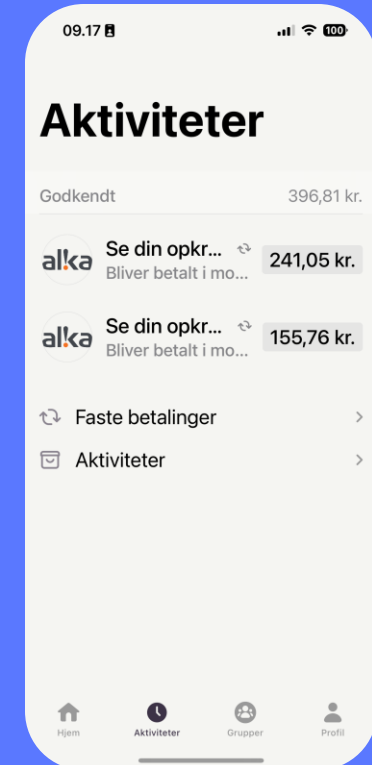 09.17
100
Aktiviteter
Godkendt 396,81 kr.
alka Se din opkr... 241,05 kr.
Bliver betalt i mo...
alka Se din opkr... 155,76 kr.
Bliver betalt i mo...
Faste betalinger
Aktiviteter
Hjem Aktiviteter Grupper Profil